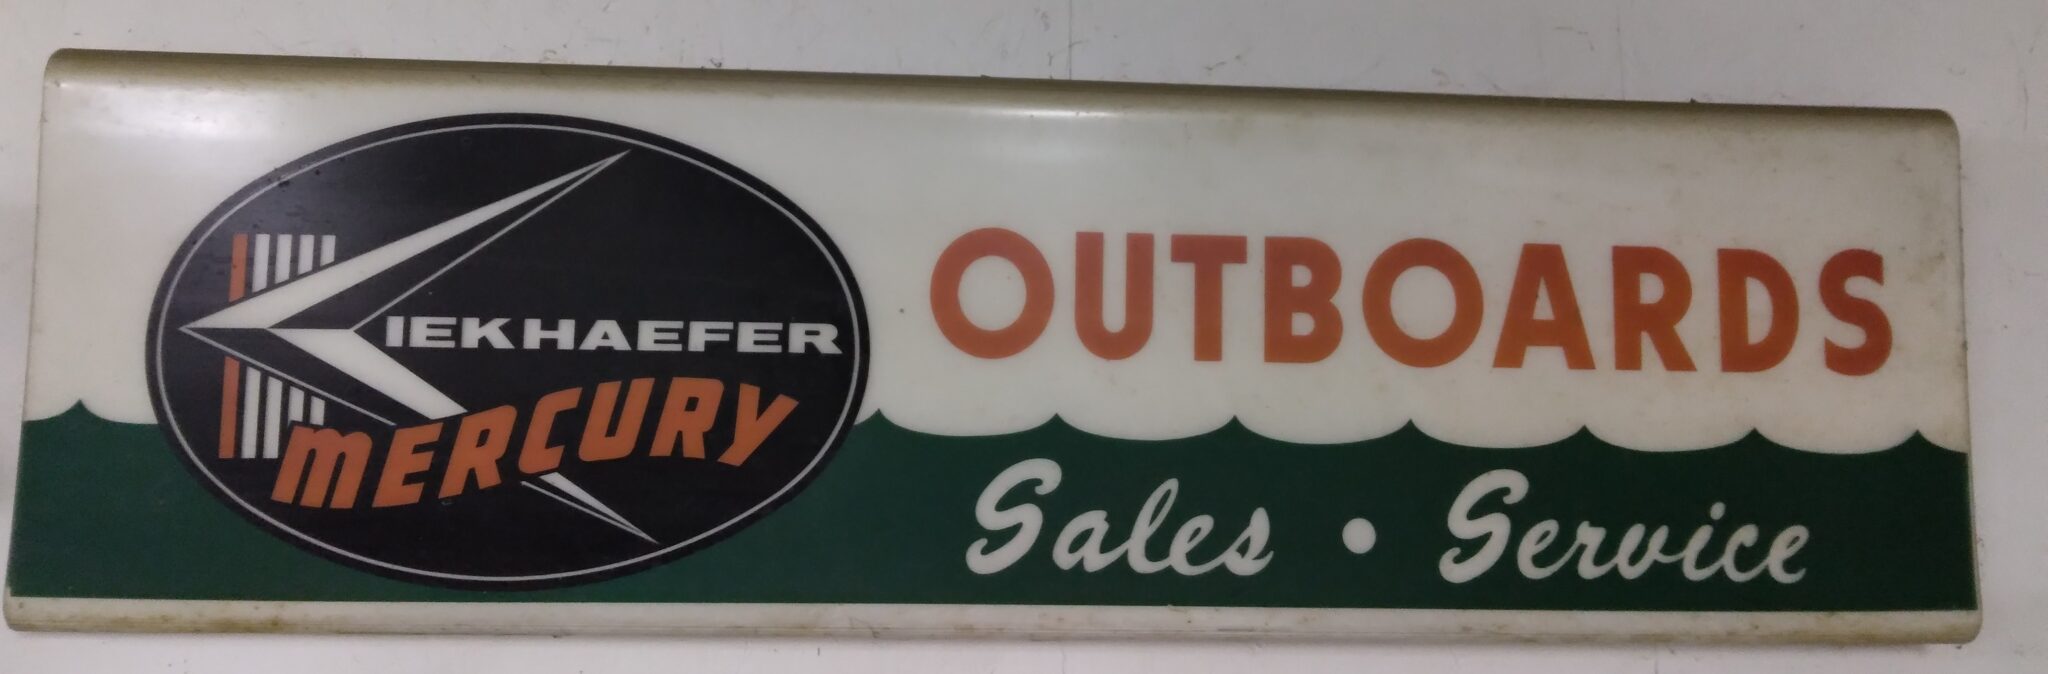 KIEKHAEFER
MERCURY
OUTBOARDS
Sales • Service